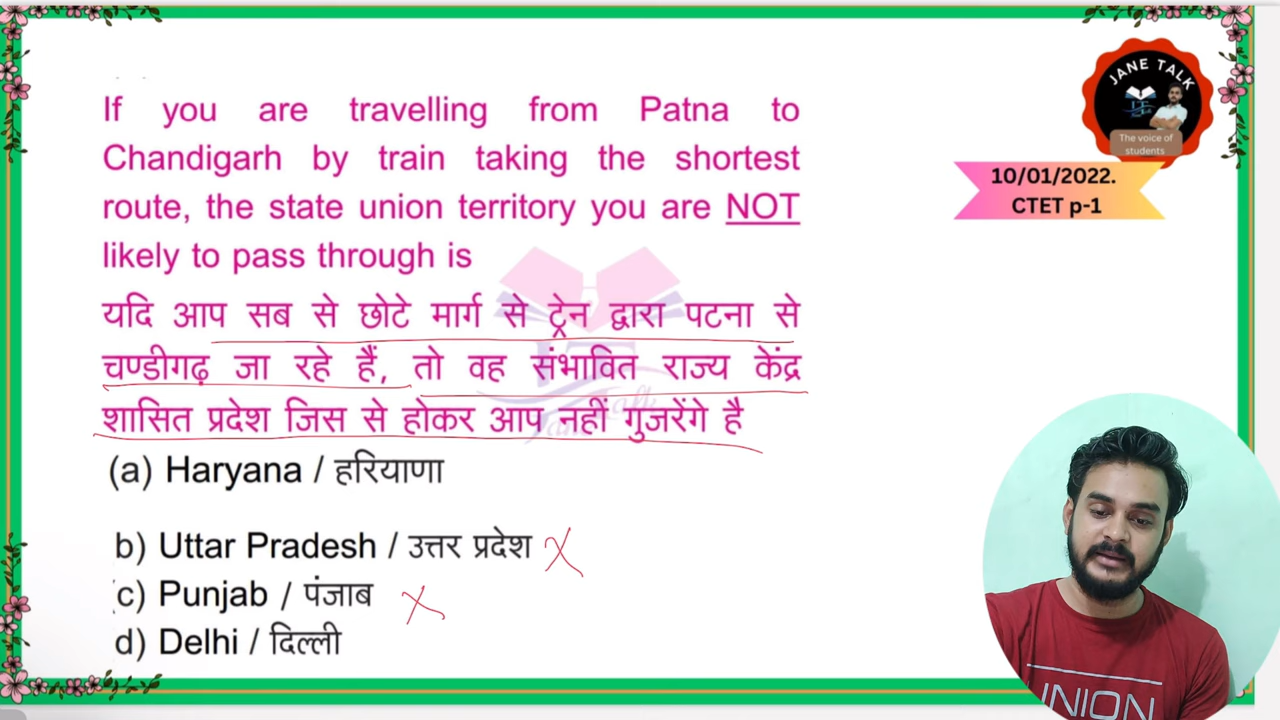 If you are travelling from Patna to
Chandigarh by train taking the shortest
route, the state union territory you are NOT
likely to pass through is
यदि आप सब से छोटे मार्ग से ट्रेन द्वारा पटना से
चण्डीगढ़ जा रहे हैं, तो वह संभावित राज्य केंद्र
शासित प्रदेश जिस से होकर आप नहीं गुजरेंगे है
(a) Haryana / हरियाणा
b) Uttar Pradesh / उत्तर प्रदेश X
c) Punjab / पंजाब X
d) Delhi / दिल्ली
JANE TALK
The voice of
students
10/01/2022.
CTET p-1
UNION